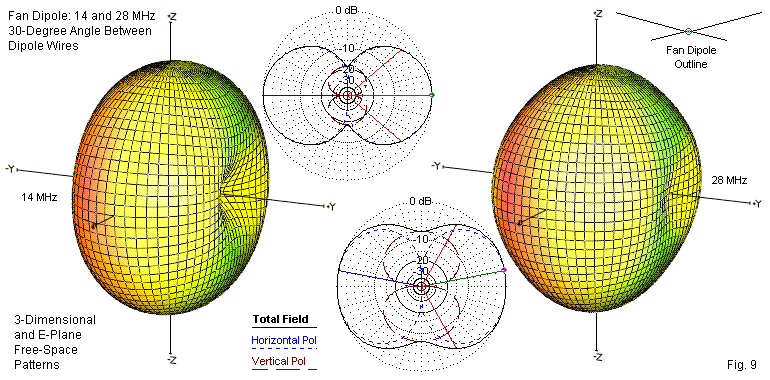 Fan Dipole: 14 and 28 MHz
30-Degree Angle Between
Dipole Wires
-Z
0 dB
-10
20
30
-Y
-Y
14 MHz
-Z
-Z
Fan Dipole
Outline
-Y
-Y
28 MHz
0 dB
-10
20
30
-Z
3-Dimensional
and E-Plane
Free-Space
Patterns
Total Field
Horizontal Pol
Vertical Pol
Fig. 9